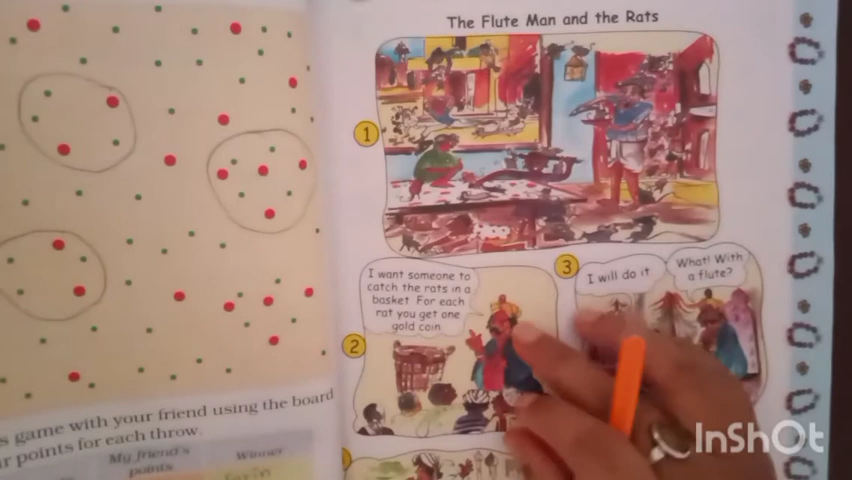 The Flute Man and the Rats
1
I want someone to
catch the rats in a
basket. For each
rat you get one
gold coin
2
3
I will do it
What! With
a flute?
s game with your friend using the board
r points for each throw.
My friend's
points
Winner
InShOt